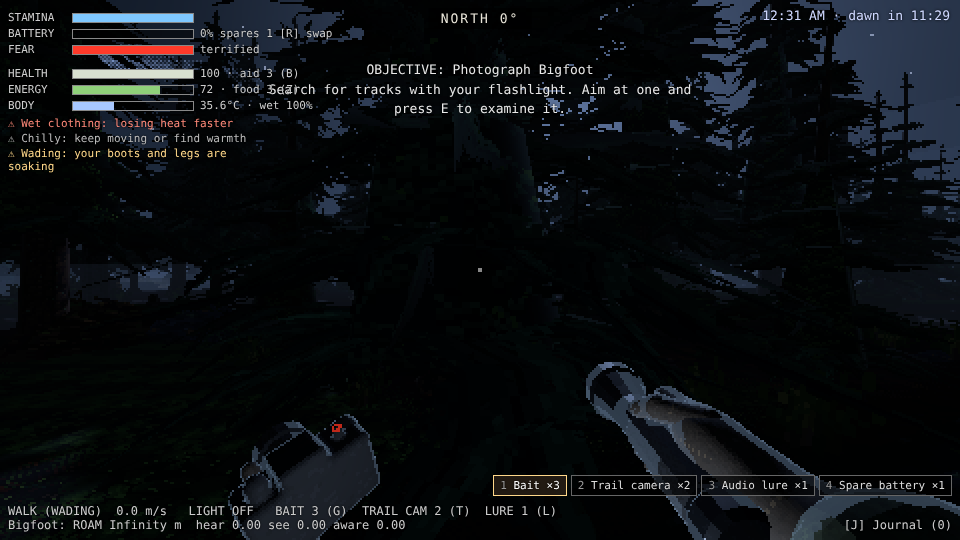 STAMINA
BATTERY 0% spares 1 [R] swap
FEAR terrified
HEALTH 100 · aid 3 (B)
ENERGY 72 · food 3 (Z)
BODY 35.6°C · wet 100%
⚠ Wet clothing: losing heat faster
⚠ Chilly: keep moving or find warmth
⚠ Wading: your boots and legs are
soaking
NORTH 0°
12:31 AM · dawn in 11:29
OBJECTIVE: Photograph Bigfoot
Search for tracks with your flashlight. Aim at one and
press E to examine it.
1 Bait ×3
2 Trail camera ×2
3 Audio lure ×1
4 Spare battery ×1
WALK (WADING) 0.0 m/s LIGHT OFF BAIT 3 (G) TRAIL CAM 2 (T) LURE 1 (L)
Bigfoot: ROAM Infinity m hear 0.00 see 0.00 aware 0.00
[J] Journal (0)